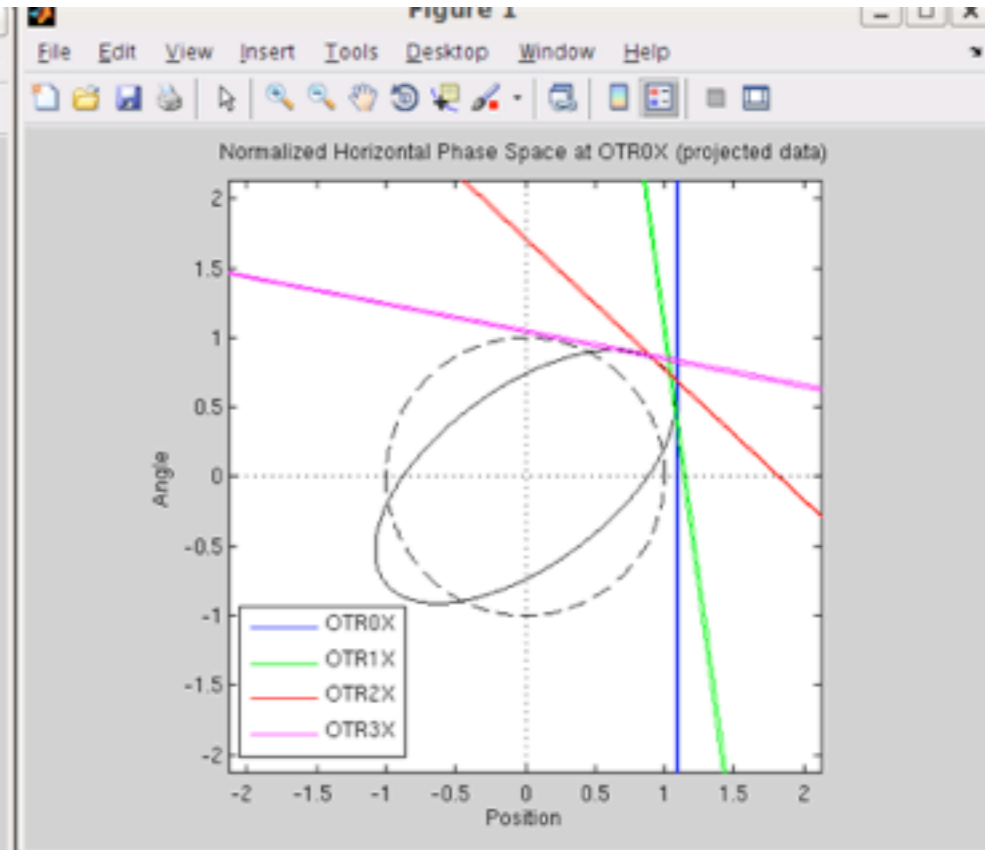 Figure 1
File Edit View Insert Tools Desktop Window Help
Normalized Horizontal Phase Space at OTR0X (projected data)
2
1.5
1
0.5
0
-0.5
-1
-1.5
-2
Angle
OTR0X
OTR1X
OTR2X
OTR3X
-2 -1.5 -1 -0.5 0 0.5 1 1.5 2
Position